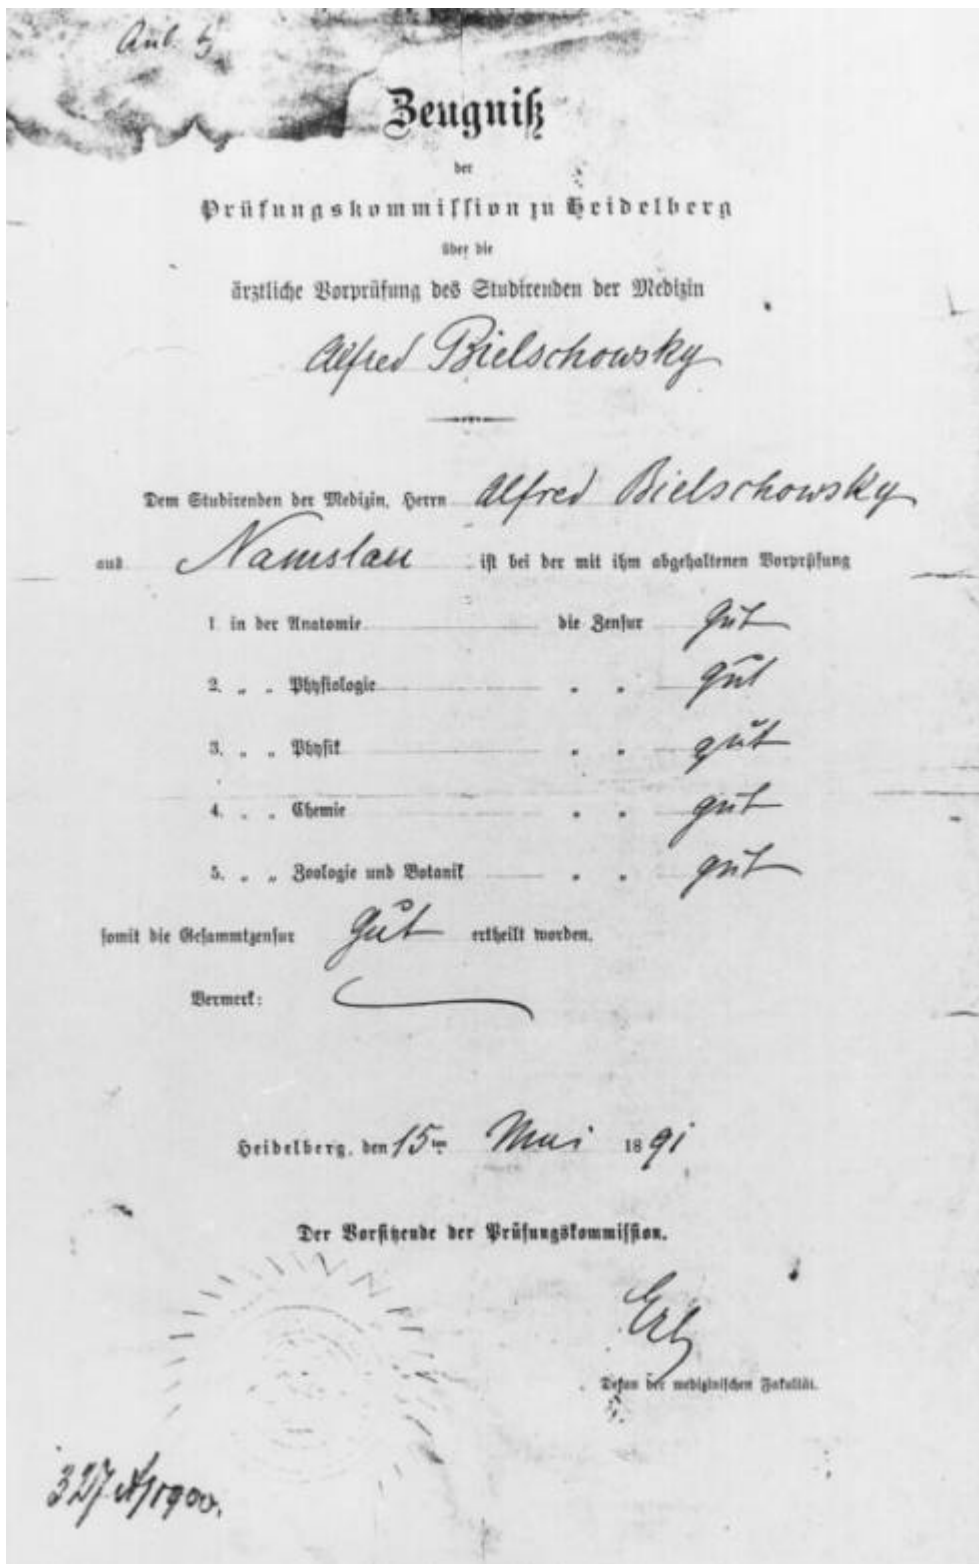 Zeugniß
der
Prüfungskommission zu Heidelberg
über die
ärztliche Vorprüfung des Studirenden der Medizin
Alfred Bielschowsky
Dem Studirenden der Medizin, Herrn Alfred Bielschowsky
aus Namslau ist bei der mit ihm abgehaltenen Vorprüfung
1. in der Anatomie die Zensur gut
2. „ „ Physiologie „ „ gut
3. „ „ Physik „ „ gut
4. „ „ Chemie „ „ gut
5. „ „ Zoologie und Botanik „ „ gut
somit die Gesammtzensur gut ertheilt worden.
Vermerk:
Heidelberg, den 15ten Mai 1891
Der Vorsitzende der Prüfungskommission.
Erb
Dekan der medizinischen Fakultät.